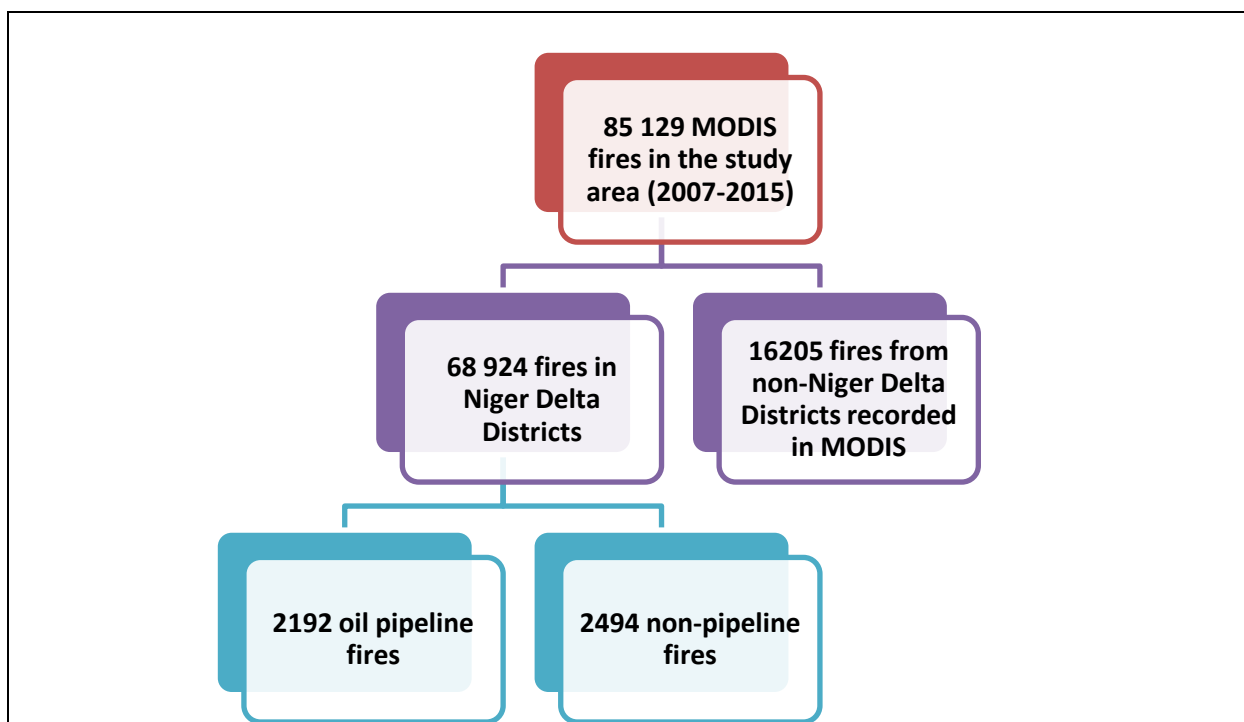 85 129 MODIS
fires in the study
area (2007-2015)
68 924 fires in
Niger Delta
Districts
16205 fires from
non-Niger Delta
Districts recorded
in MODIS
2192 oil pipeline
fires
2494 non-pipeline
fires